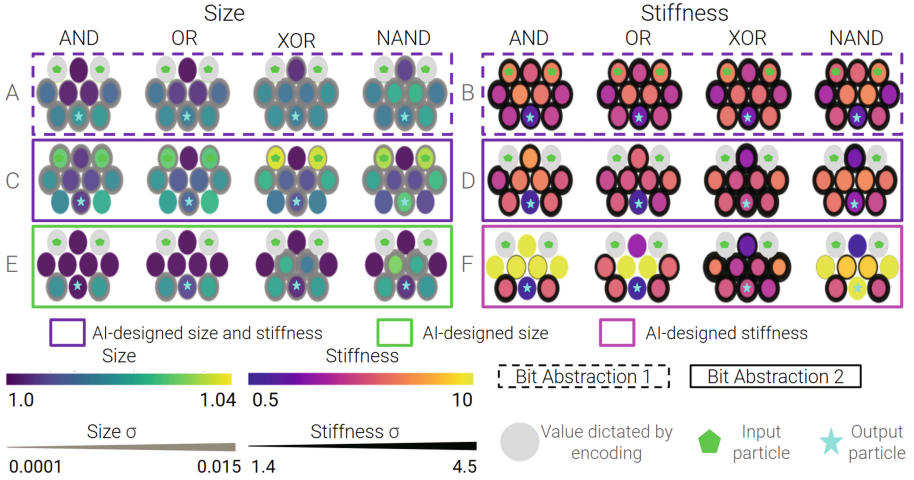 Size
Stiffness
AND OR XOR NAND
AND OR XOR NAND
A
B
C
D
E
F
AI-designed size and stiffness
AI-designed size
AI-designed stiffness
Size
Stiffness
1.0 1.04
0.5 10
Bit Abstraction 1
Bit Abstraction 2
Size σ
Stiffness σ
0.0001 0.015
1.4 4.5
Value dictated by
encoding
Input
particle
Output
particle